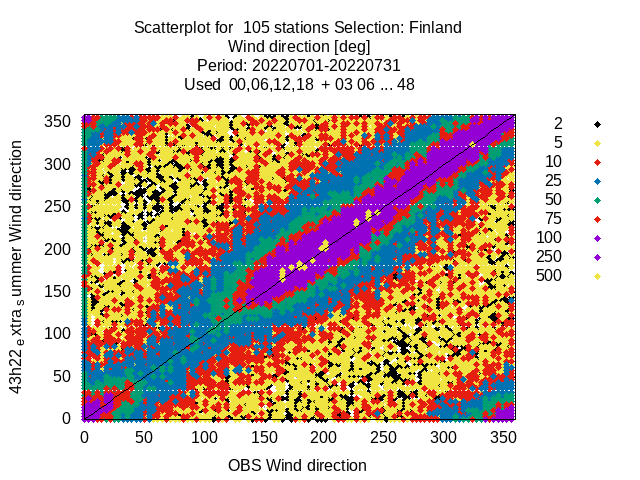 Scatterplot for 105 stations Selection: Finland
Wind direction [deg]
Period: 20220701-20220731
Used 00,06,12,18 + 03 06 ... 48
43h22 e xtra s ummer Wind direction
350
300
250
200
150
100
50
0
0 50 100 150 200 250 300 350
OBS Wind direction
2
5
10
25
50
75
100
250
500